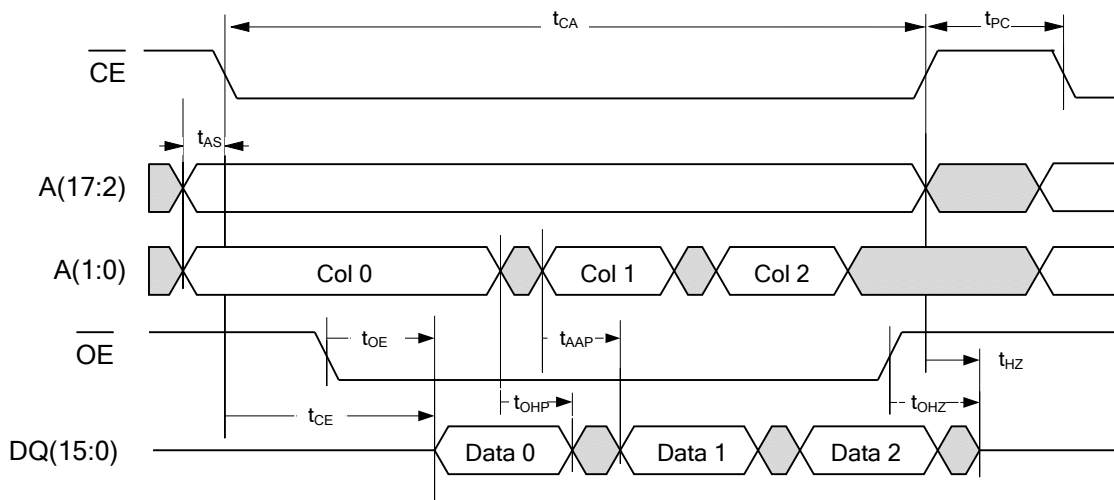 tCA
tPC
CE
tAS
A(17:2)
A(1:0)
Col 0
Col 1
Col 2
OE
tOE
tAAP
tHZ
tOHP
tOHZ
tCE
DQ(15:0)
Data 0
Data 1
Data 2